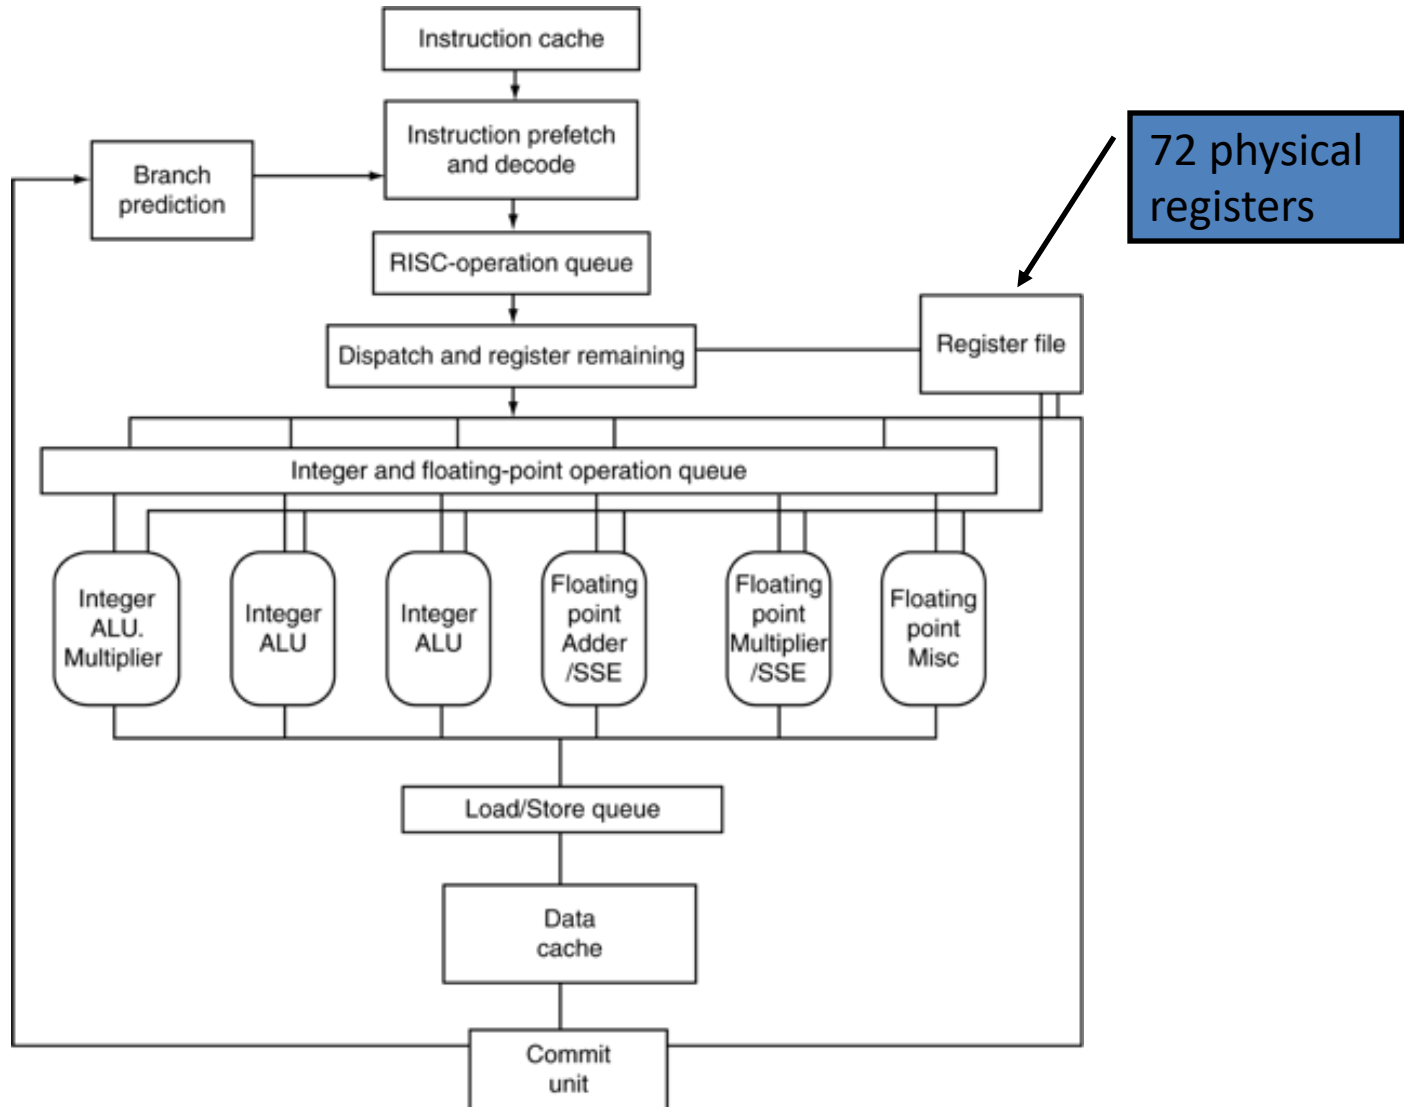 Instruction cache
Instruction prefetch
and decode
Branch
prediction
72 physical
registers
RISC-operation queue
Dispatch and register remaining
Register file
Integer and floating-point operation queue
Integer
ALU.
Multiplier
Integer
ALU
Integer
ALU
Floating
point
Adder
/SSE
Floating
point
Multiplier
/SSE
Floating
point
Misc
Load/Store queue
Data
cache
Commit
unit